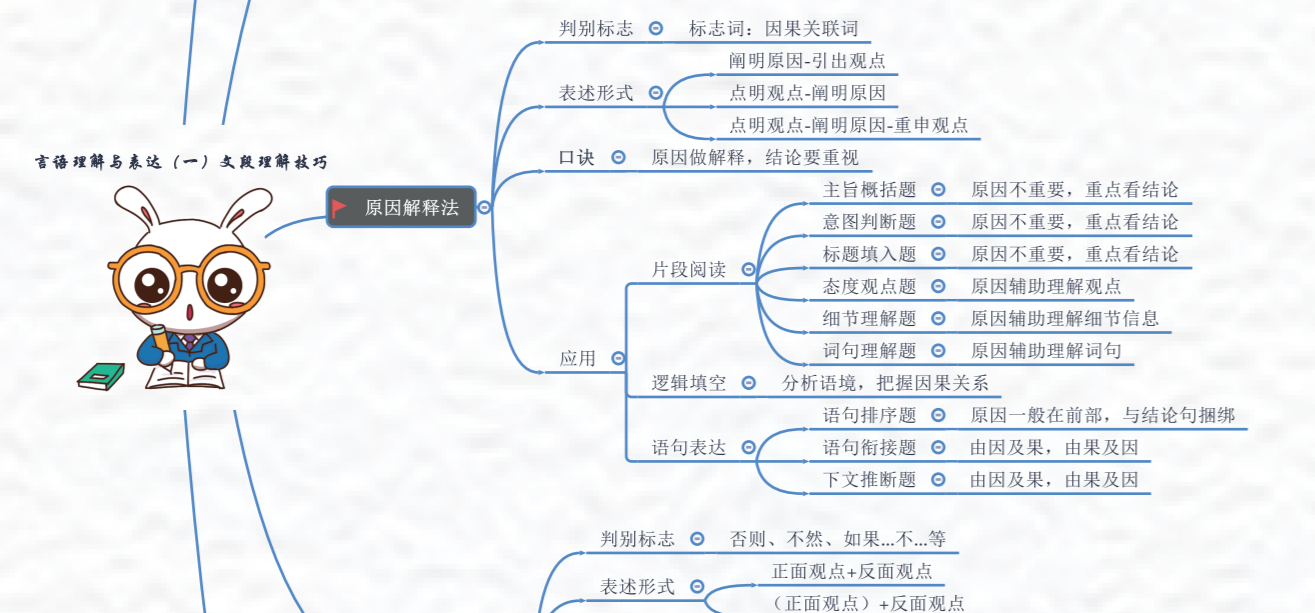 言语理解与表达（一）文段理解技巧
原因解释法
判别标志
标志词：因果关联词
表述形式
阐明原因-引出观点
点明观点-阐明原因
点明观点-阐明原因-重申观点
口诀
原因做解释，结论要重视
应用
片段阅读
主旨概括题
原因不重要，重点看结论
意图判断题
原因不重要，重点看结论
标题填入题
原因不重要，重点看结论
态度观点题
原因辅助理解观点
细节理解题
原因辅助理解细节信息
词句理解题
原因辅助理解词句
逻辑填空
分析语境，把握因果关系
语句表达
语句排序题
原因一般在前部，与结论句捆绑
语句衔接题
由因及果，由果及因
下文推断题
由因及果，由果及因
判别标志
否则、不然、如果...不...等
表述形式
正面观点+反面观点
（正面观点）+反面观点